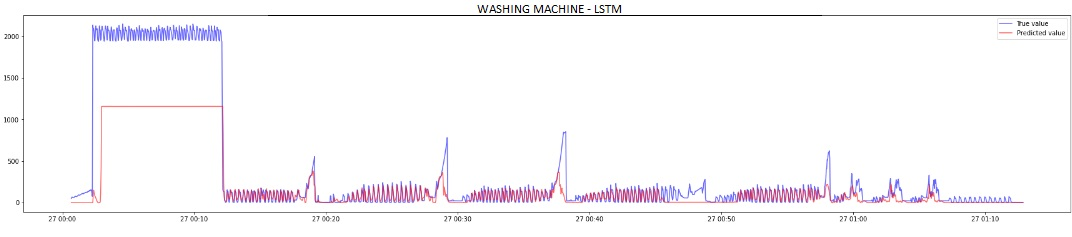 WASHING MACHINE - LSTM
True value
Predicted value
2000
1500
1000
500
0
27 00:00 27 00:10 27 00:20 27 00:30 27 00:40 27 00:50 27 01:00 27 01:10